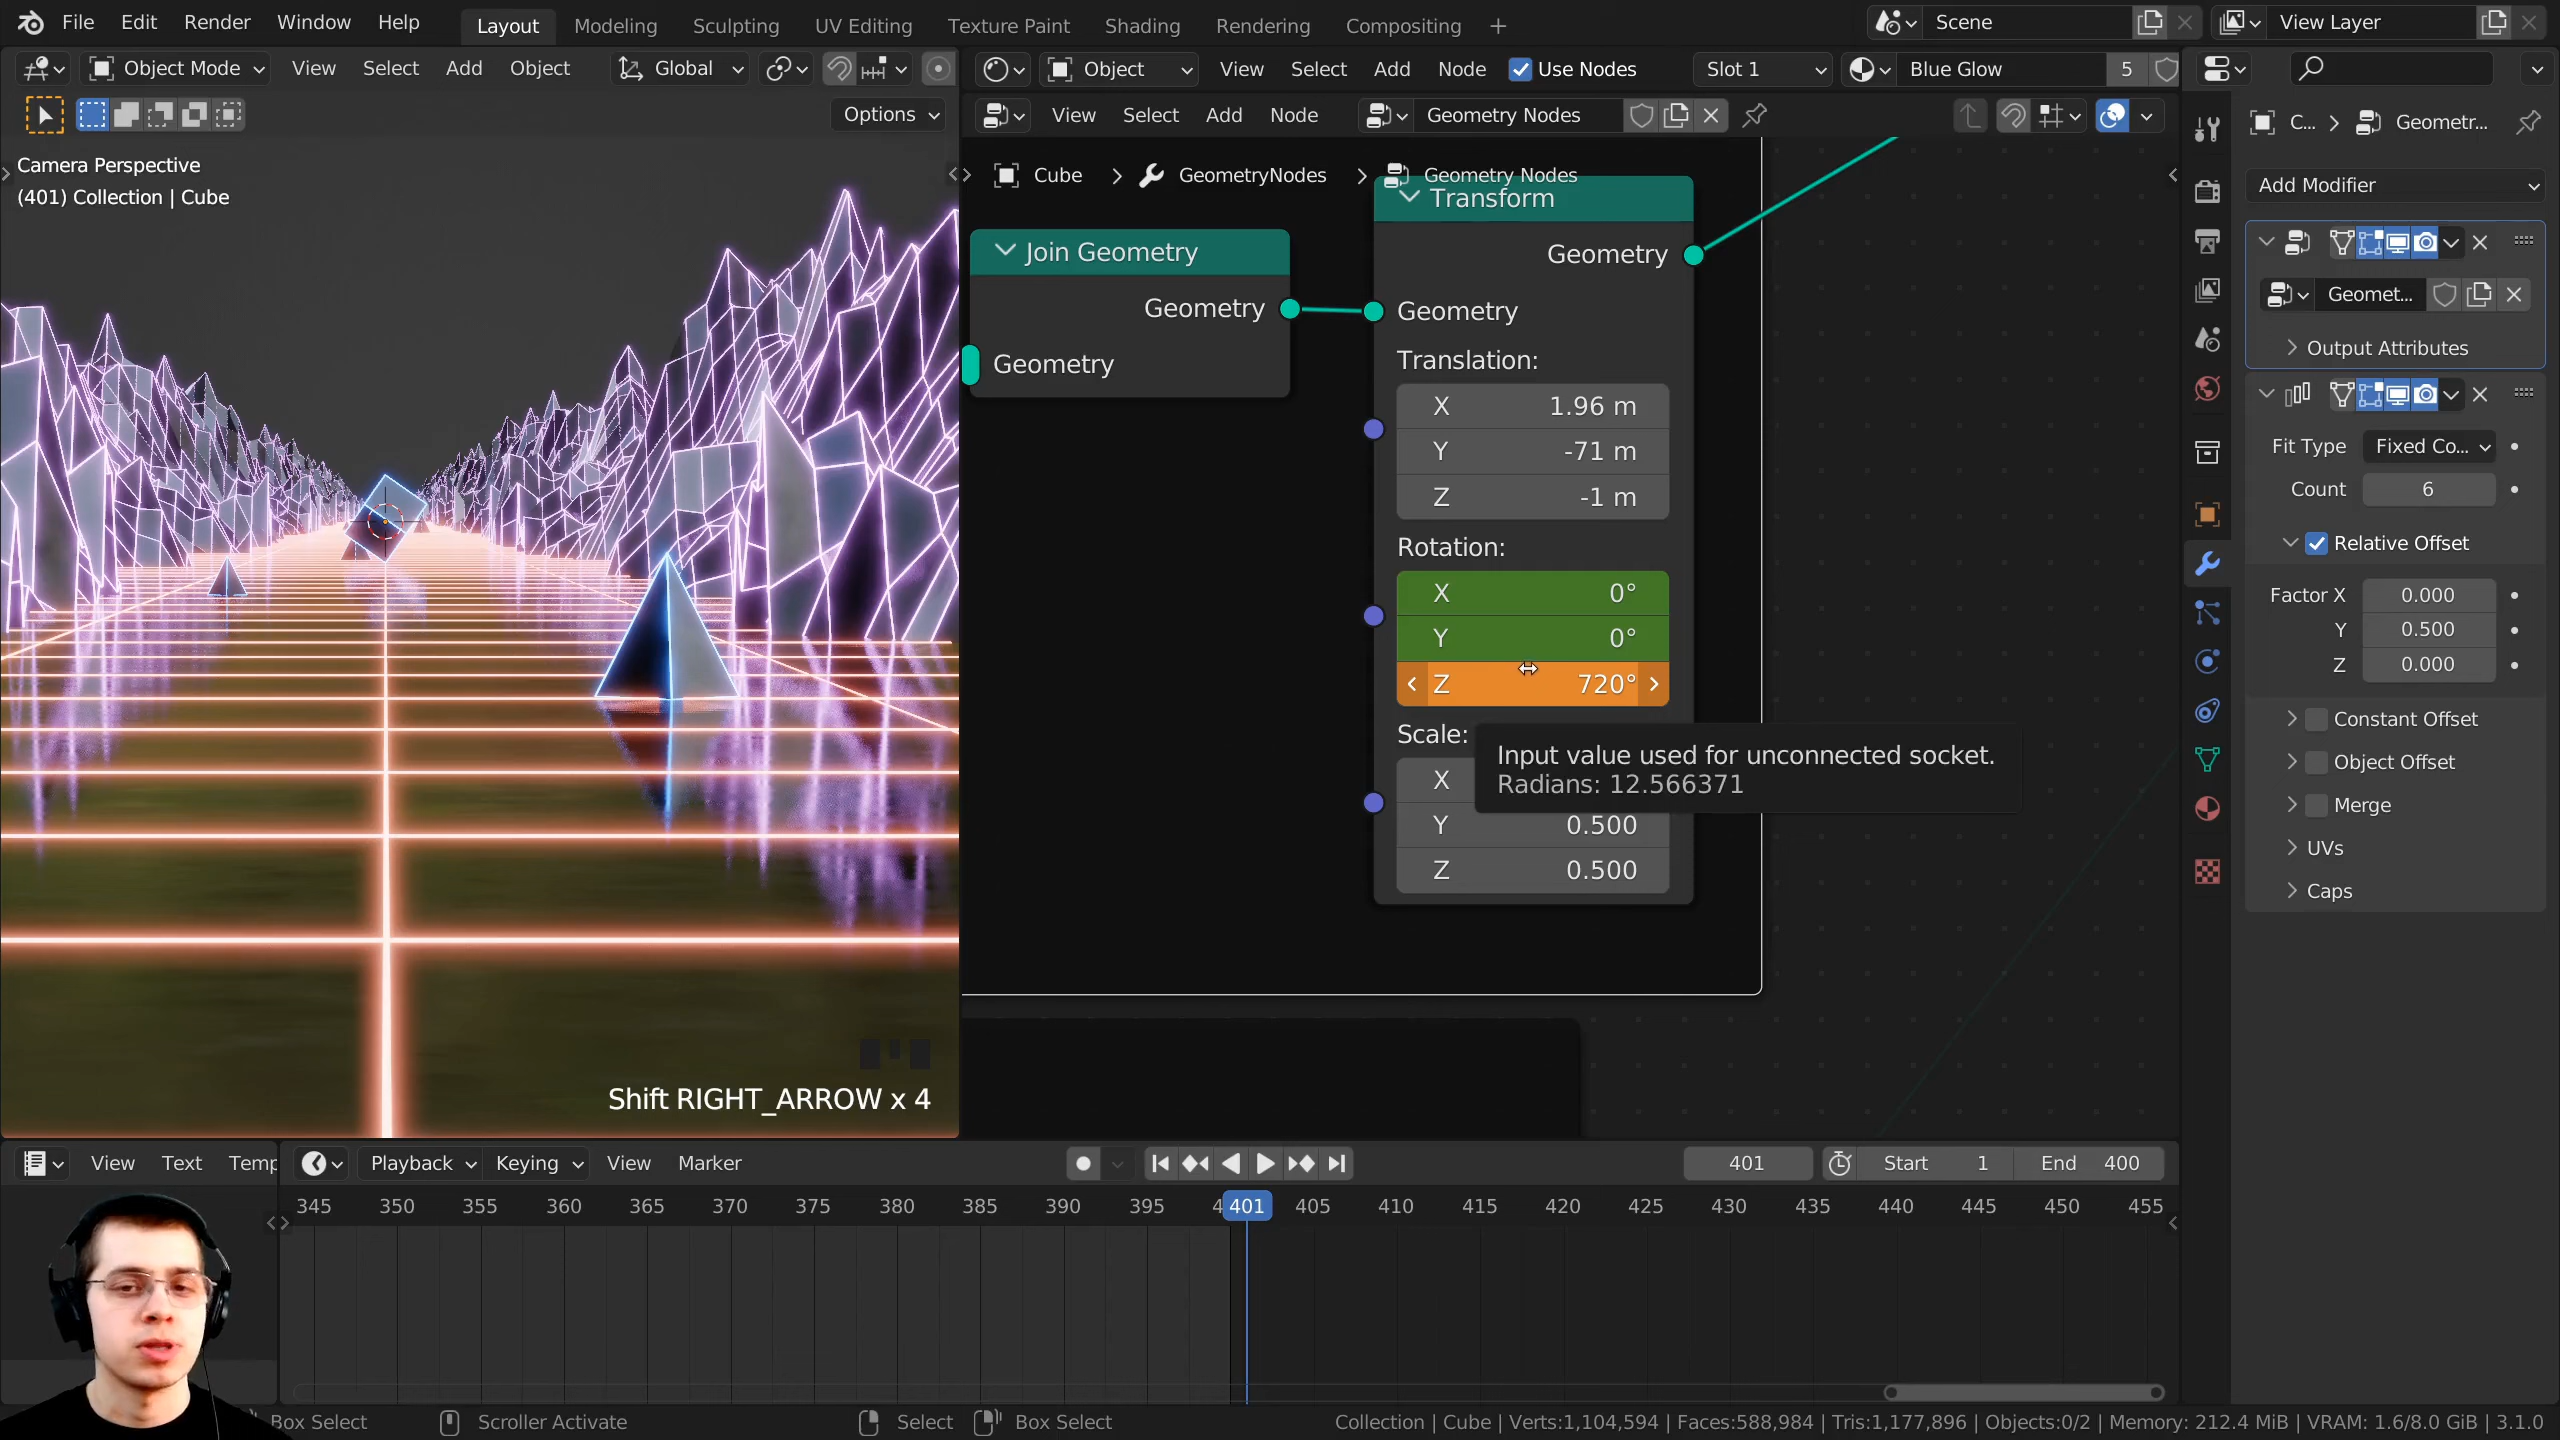 File Edit Render Window Help Layout Modeling Sculpting UV Editing Texture Paint Shading Rendering Compositing + Scene View Layer
Object Mode View Select Add Object Global Object View Select Add Node Use Nodes Slot 1 Blue Glow 5
Options View Select Add Node Geometry Nodes
C... Geometr...
Camera Perspective
(401) Collection | Cube
Cube GeometryNodes Geometry Nodes
Transform
Geometry
Join Geometry
Geometry
Geometry
Geometry
Translation:
X 1.96 m
Y -71 m
Z -1 m
Rotation:
X 0°
Y 0°
Z 720°
Scale:
X
Y 0.500
Z 0.500
Input value used for unconnected socket.
Radians: 12.566371
Add Modifier
Geomet...
Output Attributes
Fit Type Fixed Co...
Count 6
Relative Offset
Factor X 0.000
Y 0.500
Z 0.000
Constant Offset
Object Offset
Merge
UVs
Caps
Shift RIGHT_ARROW x 4
View Text Temp Playback Keying View Marker 401 Start 1 End 400
345 350 355 360 365 370 375 380 385 390 395 4 401 405 410 415 420 425 430 435 440 445 450 455
Box Select Scroller Activate Select Box Select Collection | Cube | Verts:1,104,594 | Faces:588,984 | Tris:1,177,896 | Objects:0/2 | Memory: 212.4 MiB | VRAM: 1.6/8.0 GiB | 3.1.0